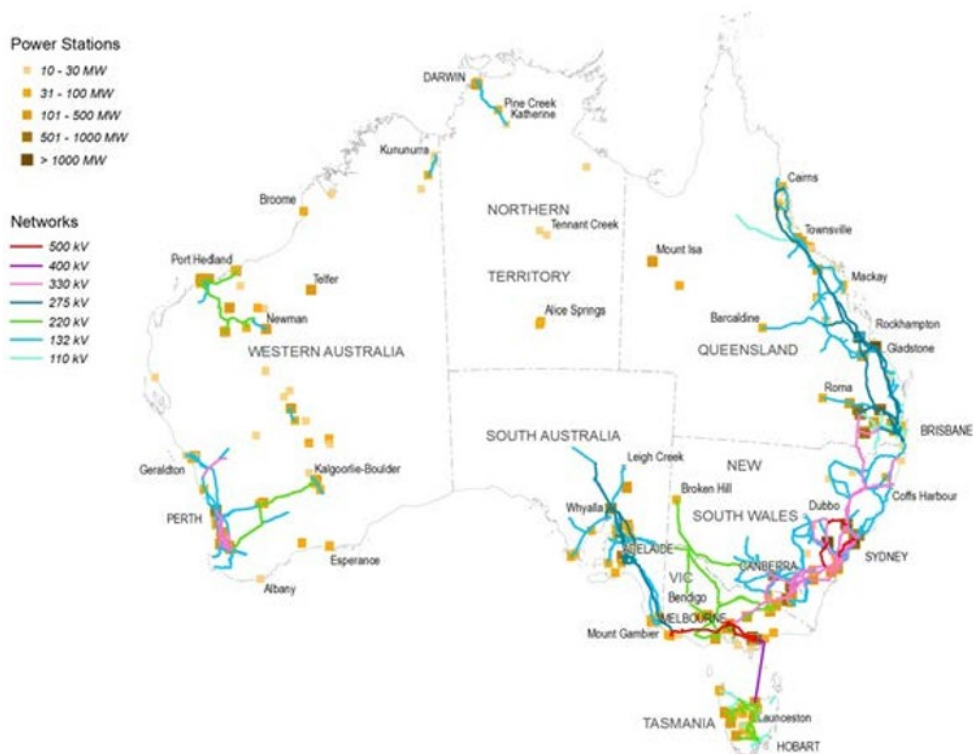 Power Stations
10 - 30 MW
31 - 100 MW
101 - 500 MW
501 - 1000 MW
> 1000 MW
Networks
500 kV
400 kV
330 kV
275 kV
220 kV
132 kV
110 kV
DARWIN
Pine Creek
Katherine
Kununurra
Broome
Cairns
NORTHERN
Tennant Creek
Townsville
Port Hedland
Telfer
TERRITORY
Mount Isa
Mackay
Newman
Alice Springs
Barcaldine
Rockhampton
WESTERN AUSTRALIA
QUEENSLAND
Gladstone
Roma
BRISBANE
SOUTH AUSTRALIA
Geraldton
Kalgoorlie-Boulder
Leigh Creek
NEW
Broken Hill
Coffs Harbour
PERTH
Whyalla
SOUTH WALES
Dubbo
ADELAIDE
SYDNEY
Esperance
CANBERRA
VIC
Albany
Bendigo
MELBOURNE
Mount Gambier
TASMANIA
Launceston
HOBART